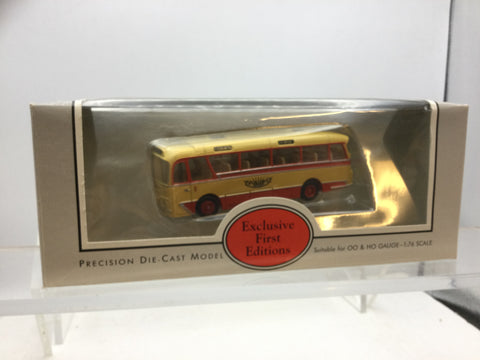 Exclusive
First
Editions
PRECISION DIE-CAST MODEL
Suitable for OO & HO GAUGE–1:76 SCALE